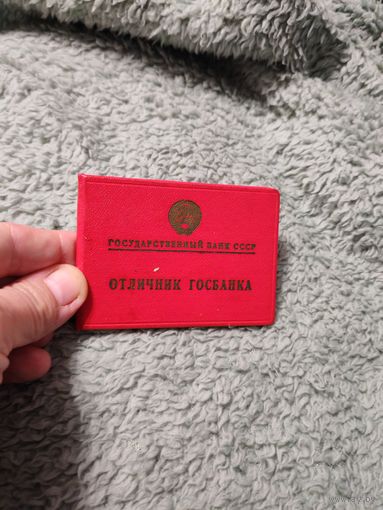 ГОСУДАРСТВЕННЫЙ БАНК СССР
ОТЛИЧНИК ГОСБАНКА